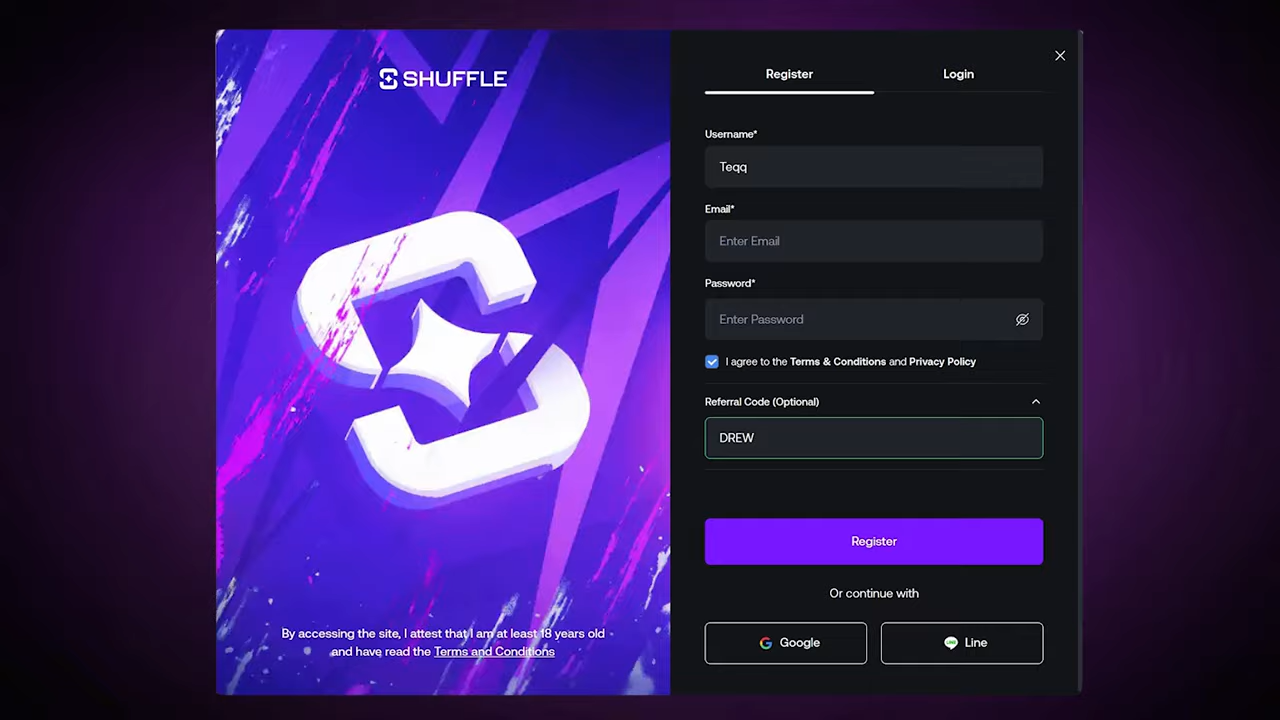 SHUFFLE
By accessing the site, I attest that I am at least 18 years old
and have read the Terms and Conditions
Register
Login
Username*
Teqq
Email*
Enter Email
Password*
Enter Password
I agree to the Terms & Conditions and Privacy Policy
Referral Code (Optional)
DREW
Register
Or continue with
Google
Line